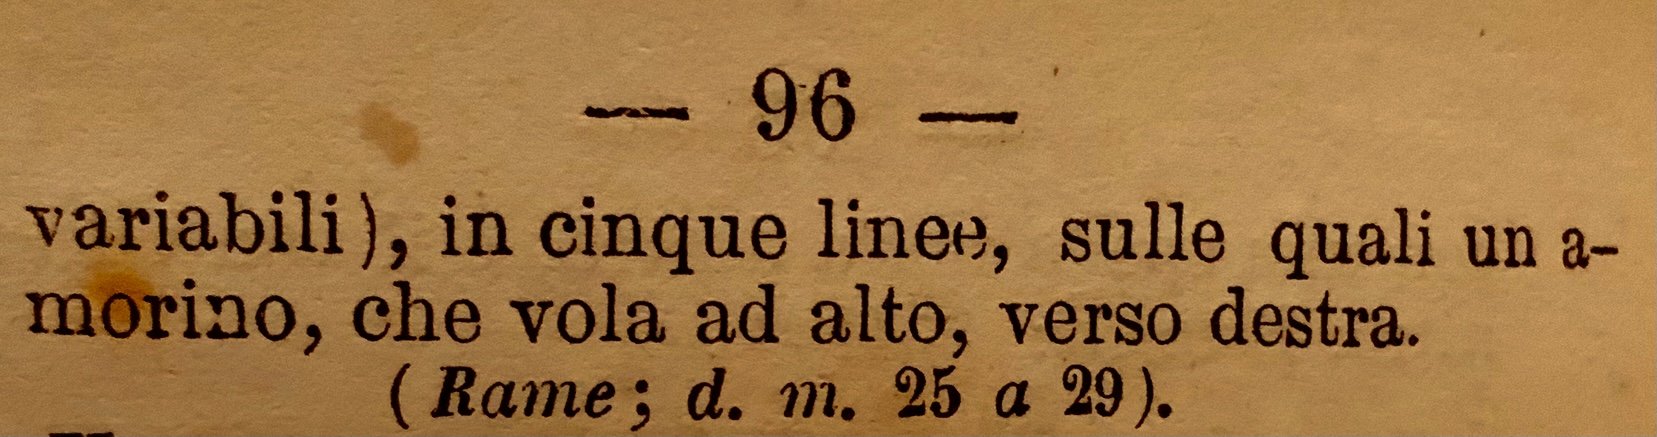 — 96 —
variabili), in cinque linee, sulle quali un a-
morino, che vola ad alto, verso destra.
(Rame; d. m. 25 a 29).